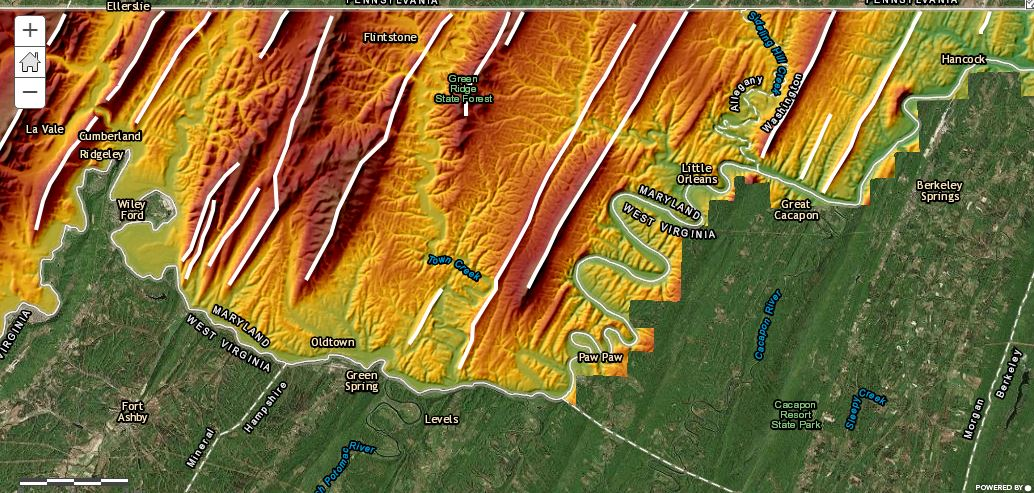 PENNSYLVANIA
PENNSYLVANIA
Ellerslie
+
−
Flintstone
Sideling Hill Creek
Hancock
Green
Ridge
State Forest
Allegany
Washington
La Vale
Cumberland
Ridgeley
Little
Orleans
Wiley
Ford
MARYLAND
WEST VIRGINIA
Great
Cacapon
Berkeley
Springs
Town Creek
MARYLAND
WEST VIRGINIA
VIRGINIA
Oldtown
Paw Paw
Cacapon River
Green
Spring
Fort
Ashby
Hampshire
Mineral
Levels
Cacapon
Resort
State Park
Sleepy Creek
Berkeley
Morgan
h Potomac River
POWERED BY